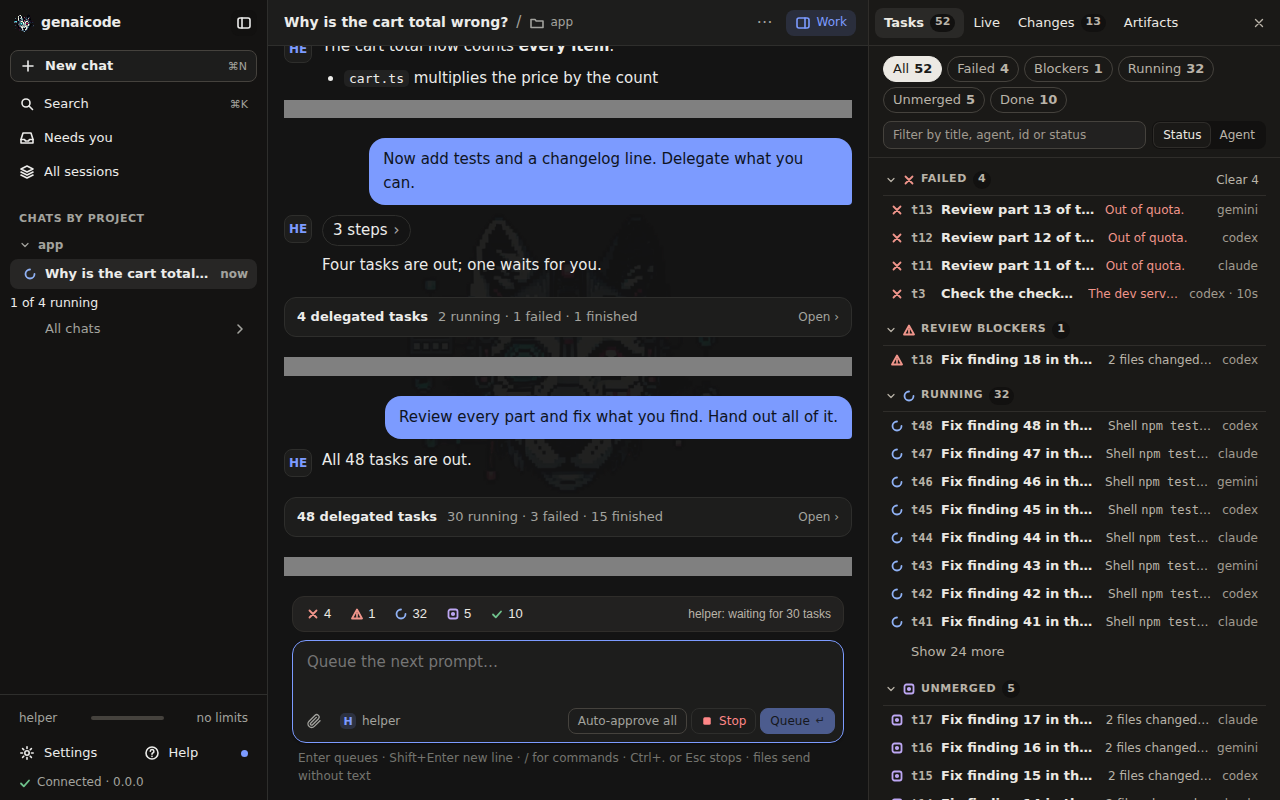 genaicode
New chat ⌘N
Search ⌘K
Needs you
All sessions
CHATS BY PROJECT
app
Why is the cart total… now
1 of 4 running
All chats
helper no limits
Settings Help
Connected · 0.0.0
Why is the cart total wrong? / app
··· Work
HE The cart total now counts every item.
• cart.ts multiplies the price by the count
Now add tests and a changelog line. Delegate what you
can.
HE 3 steps ›
Four tasks are out; one waits for you.
4 delegated tasks 2 running · 1 failed · 1 finished Open ›
Review every part and fix what you find. Hand out all of it.
HE All 48 tasks are out.
48 delegated tasks 30 running · 3 failed · 15 finished Open ›
4 1 32 5 10 helper: waiting for 30 tasks
Queue the next prompt…
H helper Auto-approve all Stop Queue ↵
Enter queues · Shift+Enter new line · / for commands · Ctrl+. or Esc stops · files send
without text
Tasks 52 Live Changes 13 Artifacts
All 52 Failed 4 Blockers 1 Running 32
Unmerged 5 Done 10
Filter by title, agent, id or status Status Agent
FAILED 4 Clear 4
t13 Review part 13 of t… Out of quota. gemini
t12 Review part 12 of t… Out of quota. codex
t11 Review part 11 of t… Out of quota. claude
t3 Check the check… The dev serv… codex · 10s
REVIEW BLOCKERS 1
t18 Fix finding 18 in th… 2 files changed… codex
RUNNING 32
t48 Fix finding 48 in th… Shell npm test… codex
t47 Fix finding 47 in th… Shell npm test… claude
t46 Fix finding 46 in th… Shell npm test… gemini
t45 Fix finding 45 in th… Shell npm test… codex
t44 Fix finding 44 in th… Shell npm test… claude
t43 Fix finding 43 in th… Shell npm test… gemini
t42 Fix finding 42 in th… Shell npm test… codex
t41 Fix finding 41 in th… Shell npm test… claude
Show 24 more
UNMERGED 5
t17 Fix finding 17 in th… 2 files changed… claude
t16 Fix finding 16 in th… 2 files changed… gemini
t15 Fix finding 15 in th… 2 files changed… codex